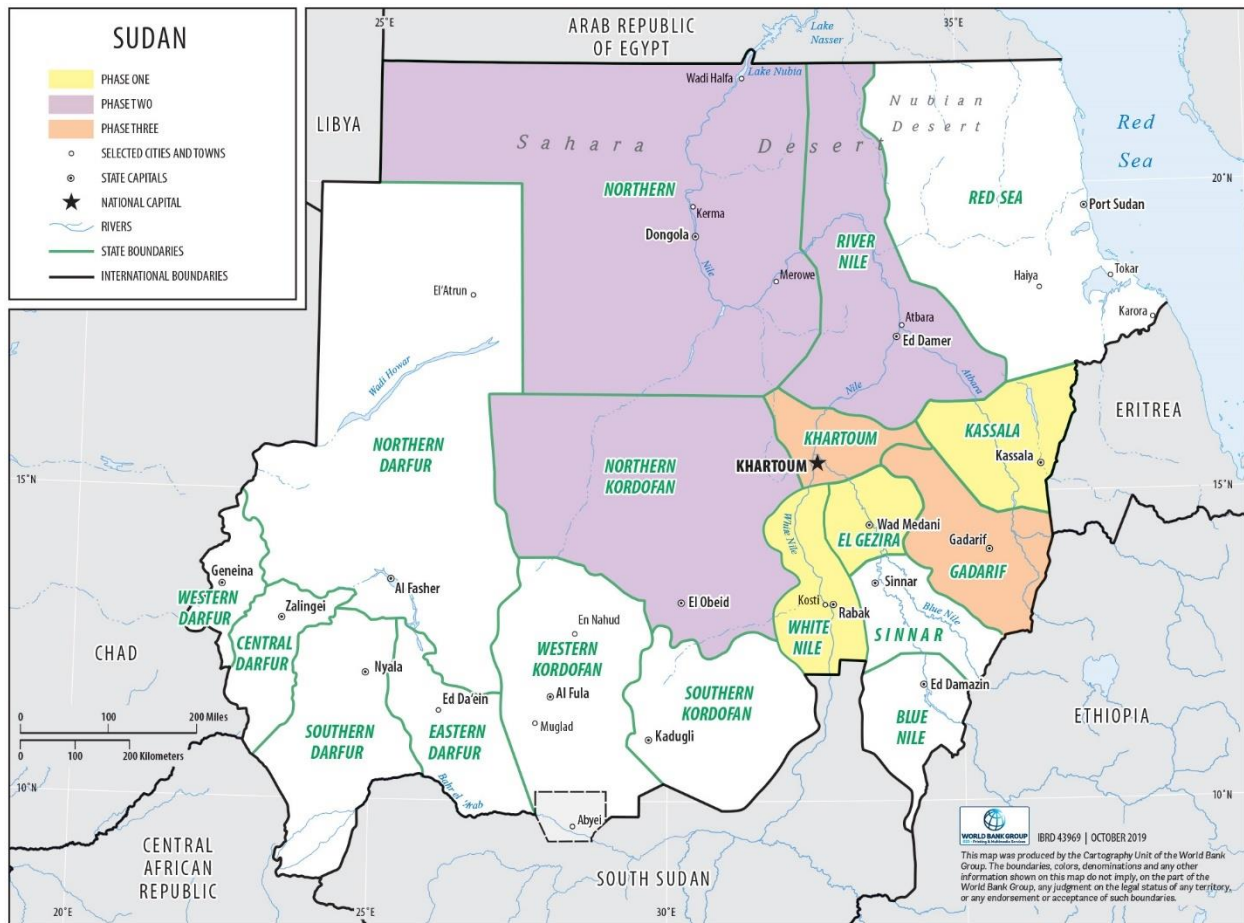 SUDAN
PHASE ONE
PHASE TWO
PHASE THREE
SELECTED CITIES AND TOWNS
STATE CAPITALS
NATIONAL CAPITAL
RIVERS
STATE BOUNDARIES
INTERNATIONAL BOUNDARIES
25°E
35°E
ARAB REPUBLIC
OF EGYPT
Lake
Nasser
Lake Nubia
Wadi Halfa
LIBYA
Nubian
Desert
Red
Sea
Sahara Desert
20°N
NORTHERN
RED SEA
Port Sudan
Kerma
Dongola
RIVER
NILE
Nile
Merowe
Haiya
Tokar
Karora
El'Atrun
Atbara
Ed Damer
Wadi Howar
Nile
Atbara
ERITREA
KASSALA
Kassala
KHARTOUM
KHARTOUM
NORTHERN
DARFUR
NORTHERN
KORDOFAN
15°N
15°N
White Nile
Wad Medani
EL GEZIRA
Gadarif
GADARIF
Geneina
WESTERN
DARFUR
Zalingei
Al Fasher
El Obeid
Kosti
Rabak
Sinnar
Blue Nile
SINNAR
WHITE
NILE
En Nahud
WESTERN
KORDOFAN
CENTRAL
DARFUR
CHAD
Nyala
Ed Da'ein
Al Fula
Muglad
SOUTHERN
KORDOFAN
Kadugli
Ed Damazin
BLUE
NILE
ETHIOPIA
SOUTHERN
DARFUR
EASTERN
DARFUR
0 100 200 Miles
0 100 200 Kilometers
10°N
10°N
Bahr el 'Arab
Abyei
CENTRAL
AFRICAN
REPUBLIC
SOUTH SUDAN
20°E
25°E
30°E
WORLD BANK GROUP
IBRD 43969 | OCTOBER 2019
This map was produced by the Cartography Unit of the World Bank
Group. The boundaries, colors, denominations and any other
information shown on this map do not imply, on the part of the
World Bank Group, any judgment on the legal status of any territory,
or any endorsement or acceptance of such boundaries.